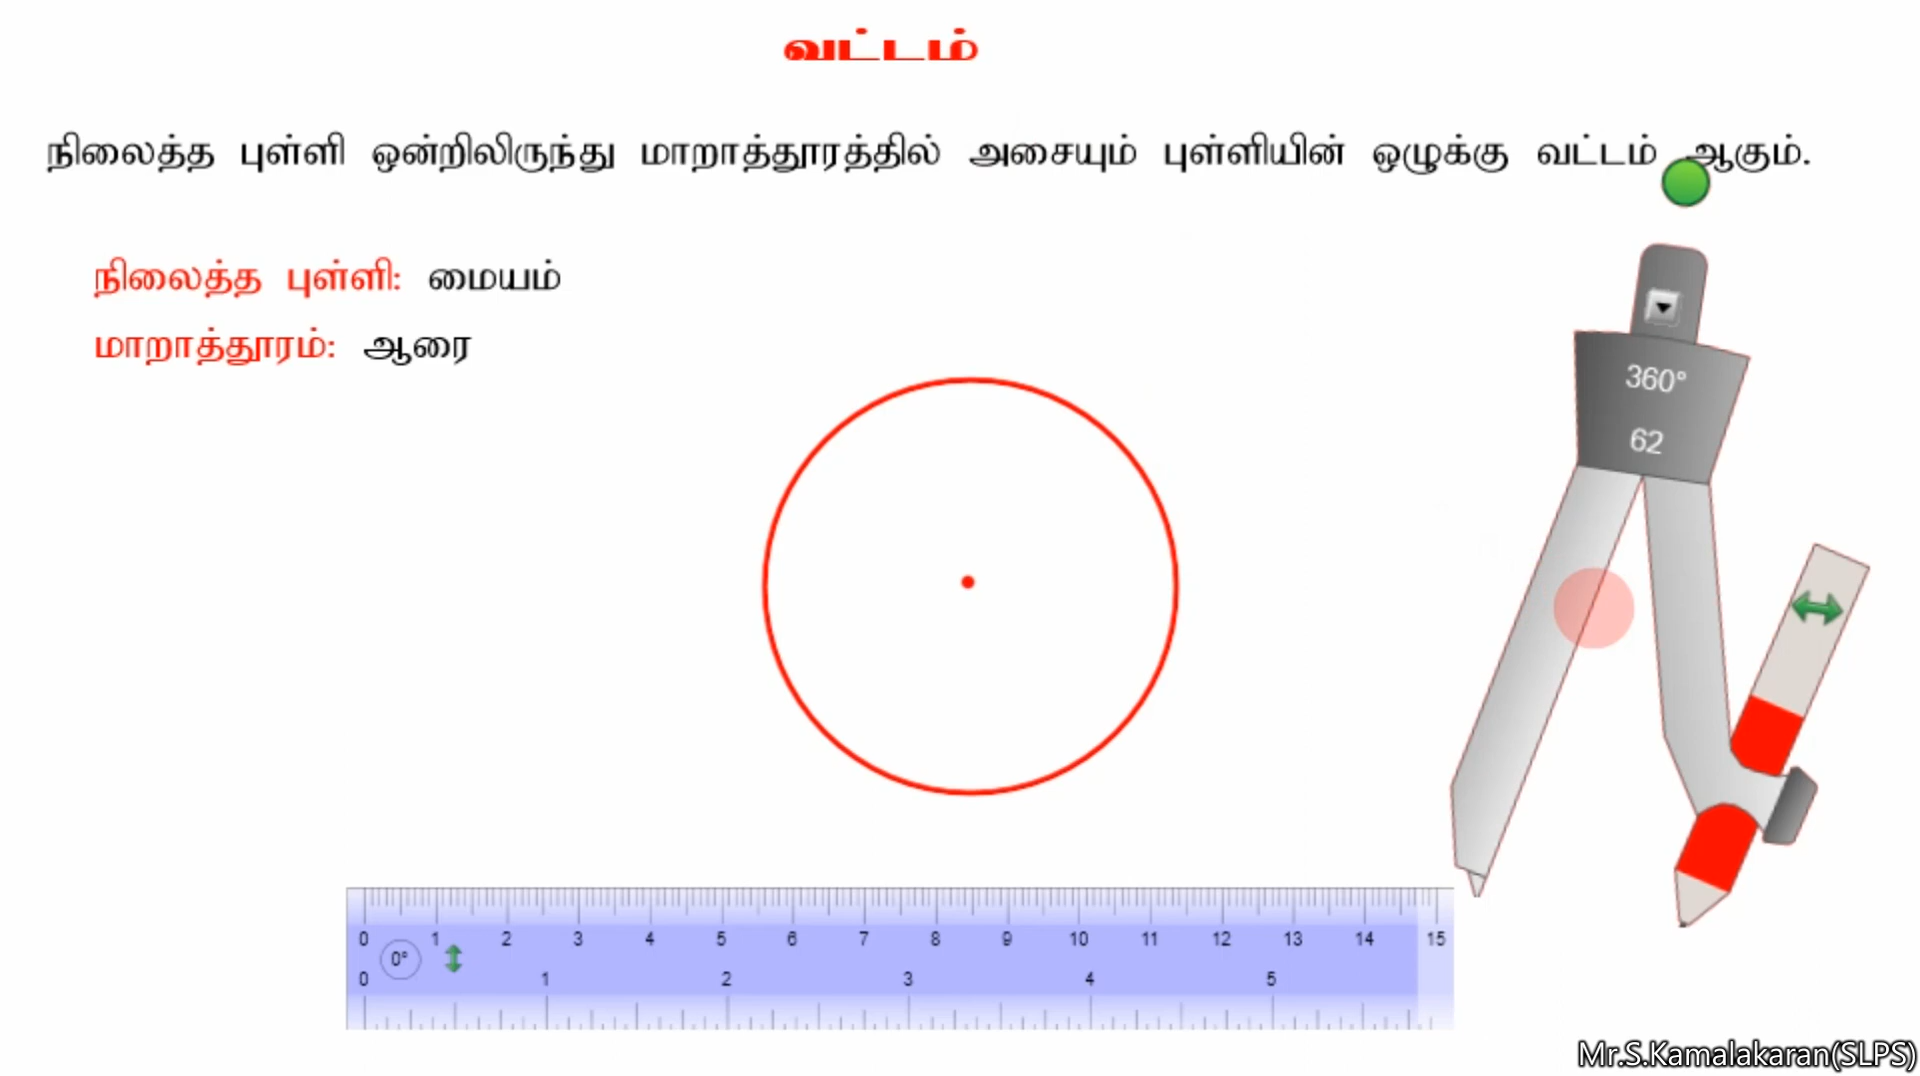 வட்டம்
நிலைத்த புள்ளி ஒன்றிலிருந்து மாறாத்தூரத்தில் அசையும் புள்ளியின் ஒழுக்கு வட்டம் ஆகும்.
நிலைத்த புள்ளி: மையம்
மாறாத்தூரம்: ஆரை
360°
62
0 1 2 3 4 5 6 7 8 9 10 11 12 13 14 15
0°
0 1 2 3 4 5
Mr.S.Kamalakaran(SLPS)